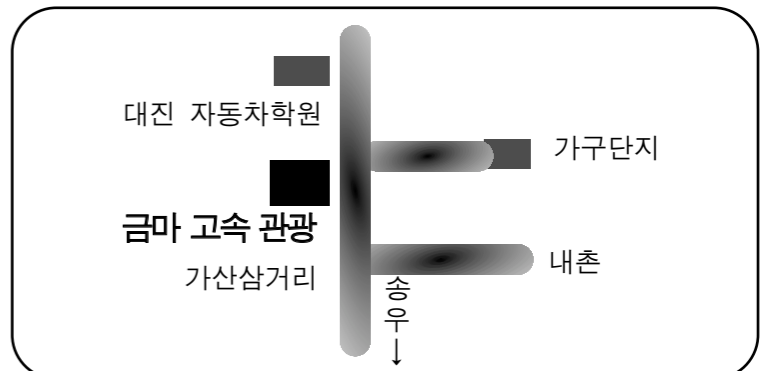 대진 자동차학원
가구단지
금마 고속 관광
가산삼거리
내촌
송
우
↓